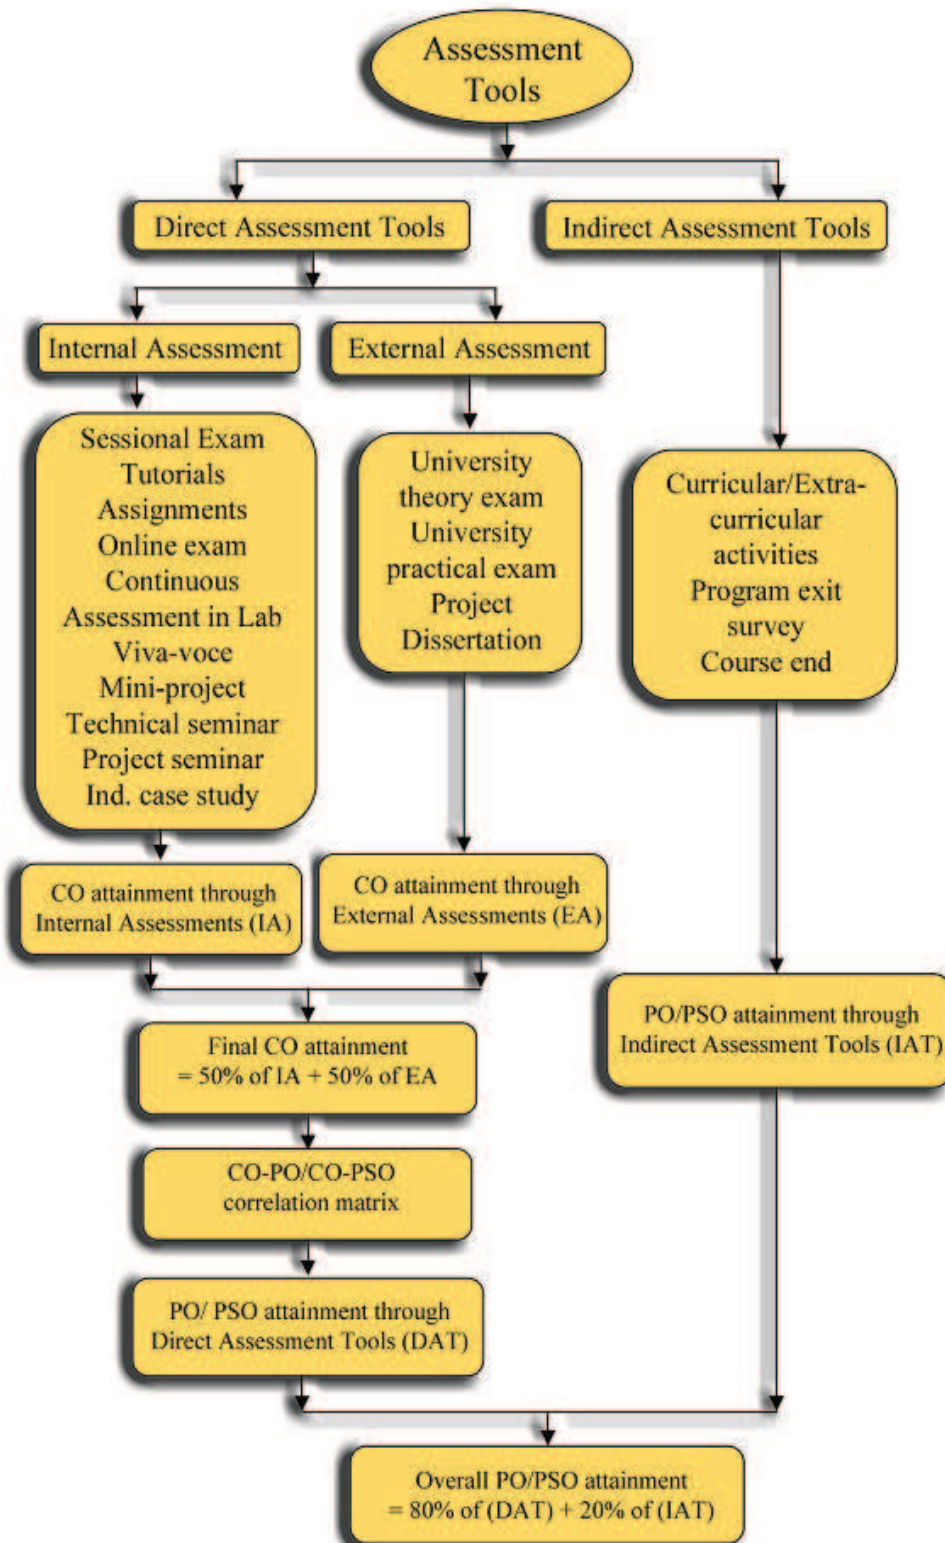 Assessment
Tools
Direct Assessment Tools
Indirect Assessment Tools
Internal Assessment
External Assessment
Sessional Exam
Tutorials
Assignments
Online exam
Continuous
Assessment in Lab
Viva-voce
Mini-project
Technical seminar
Project seminar
Ind. case study
University
theory exam
University
practical exam
Project
Dissertation
Curricular/Extra-
curricular
activities
Program exit
survey
Course end
CO attainment through
Internal Assessments (IA)
CO attainment through
External Assessments (EA)
PO/PSO attainment through
Indirect Assessment Tools (IAT)
Final CO attainment
= 50% of IA + 50% of EA
CO-PO/CO-PSO
correlation matrix
PO/ PSO attainment through
Direct Assessment Tools (DAT)
Overall PO/PSO attainment
= 80% of (DAT) + 20% of (IAT)